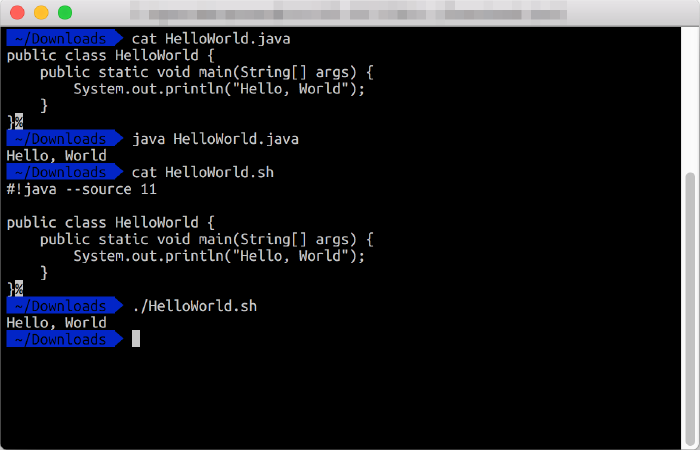 ~/Downloads cat HelloWorld.java
public class HelloWorld {
    public static void main(String[] args) {
        System.out.println("Hello, World");
    }
}%
~/Downloads java HelloWorld.java
Hello, World
~/Downloads cat HelloWorld.sh
#!java --source 11

public class HelloWorld {
    public static void main(String[] args) {
        System.out.println("Hello, World");
    }
}%
~/Downloads ./HelloWorld.sh
Hello, World
~/Downloads